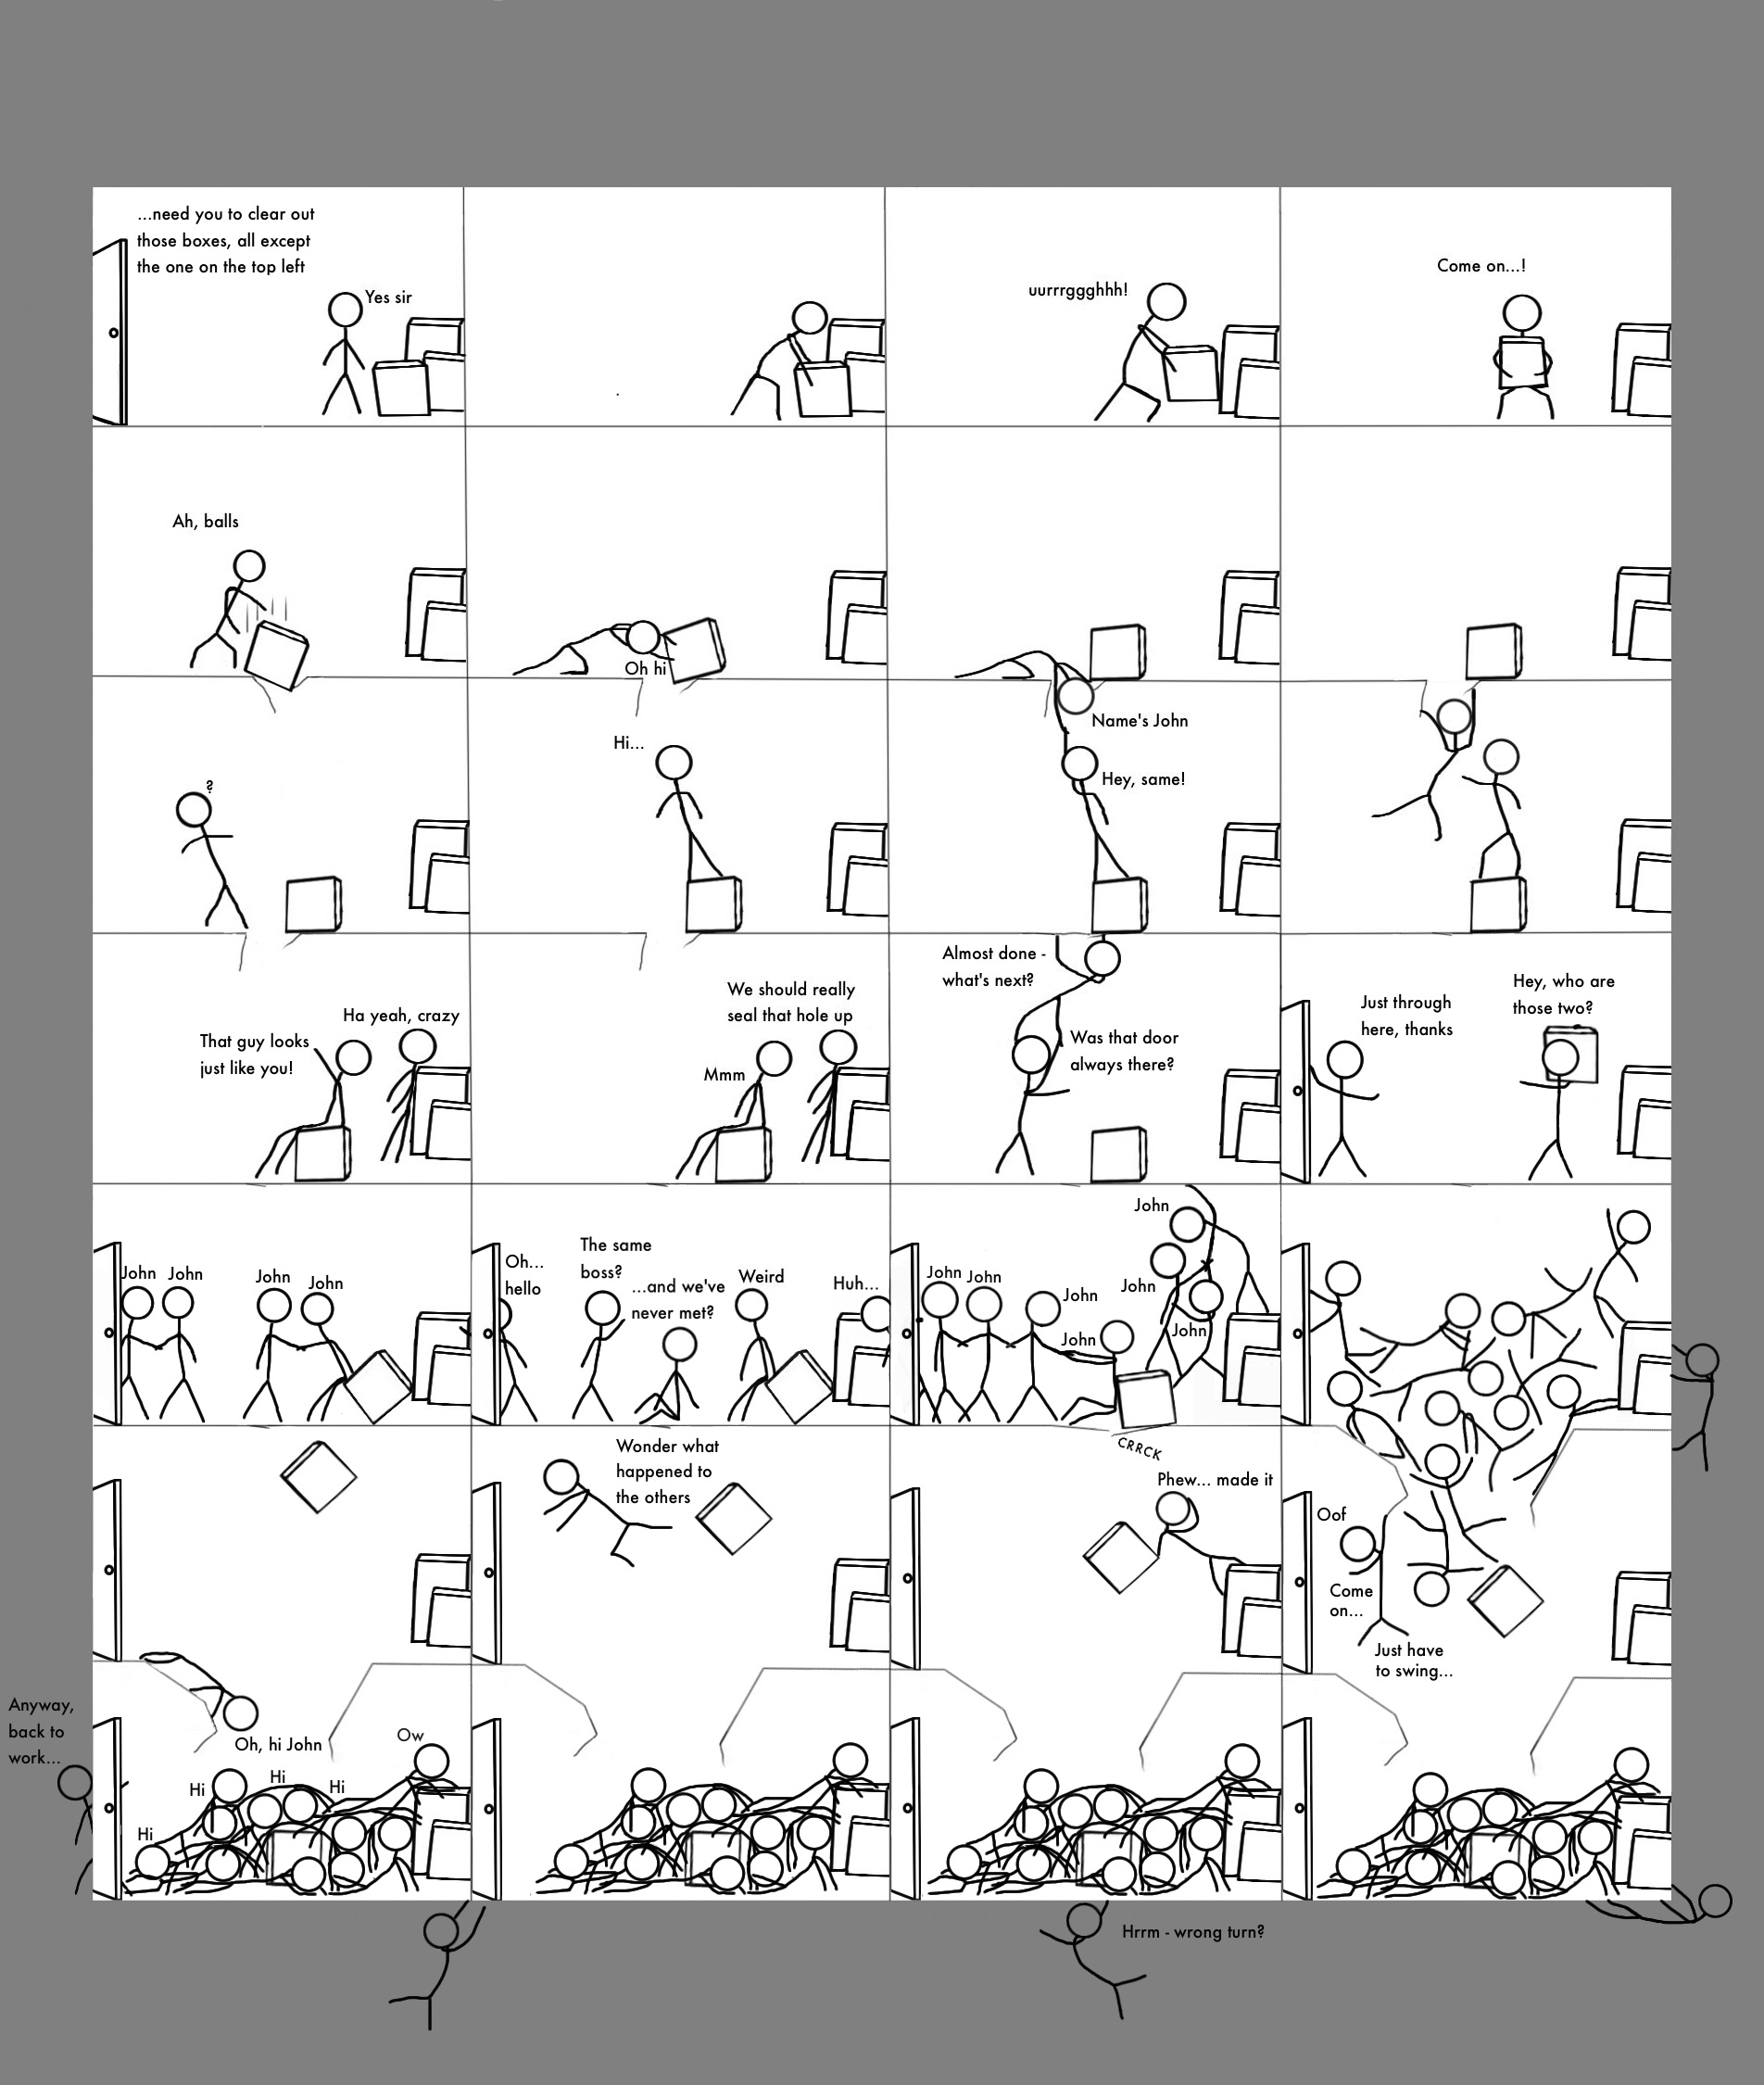 ...need you to clear out
those boxes, all except
the one on the top left
Yes sir
uurrrggghhh!
Come on...!
Ah, balls
Oh hi
?
Hi...
Name's John
Hey, same!
That guy looks
just like you!
Ha yeah, crazy
Mmm
We should really
seal that hole up
Almost done -
what's next?
Was that door
always there?
Just through
here, thanks
Hey, who are
those two?
John
John
John
John
Oh...
hello
The same
boss?
...and we've
never met?
Weird
Huh...
John
John
John
John
John
John
John
CRRCK
Wonder what
happened to
the others
Phew... made it
Oof
Come
on...
Just have
to swing...
Anyway,
back to
work...
Oh, hi John
Hi
Hi
Hi
Hi
Ow
Hrrm - wrong turn?